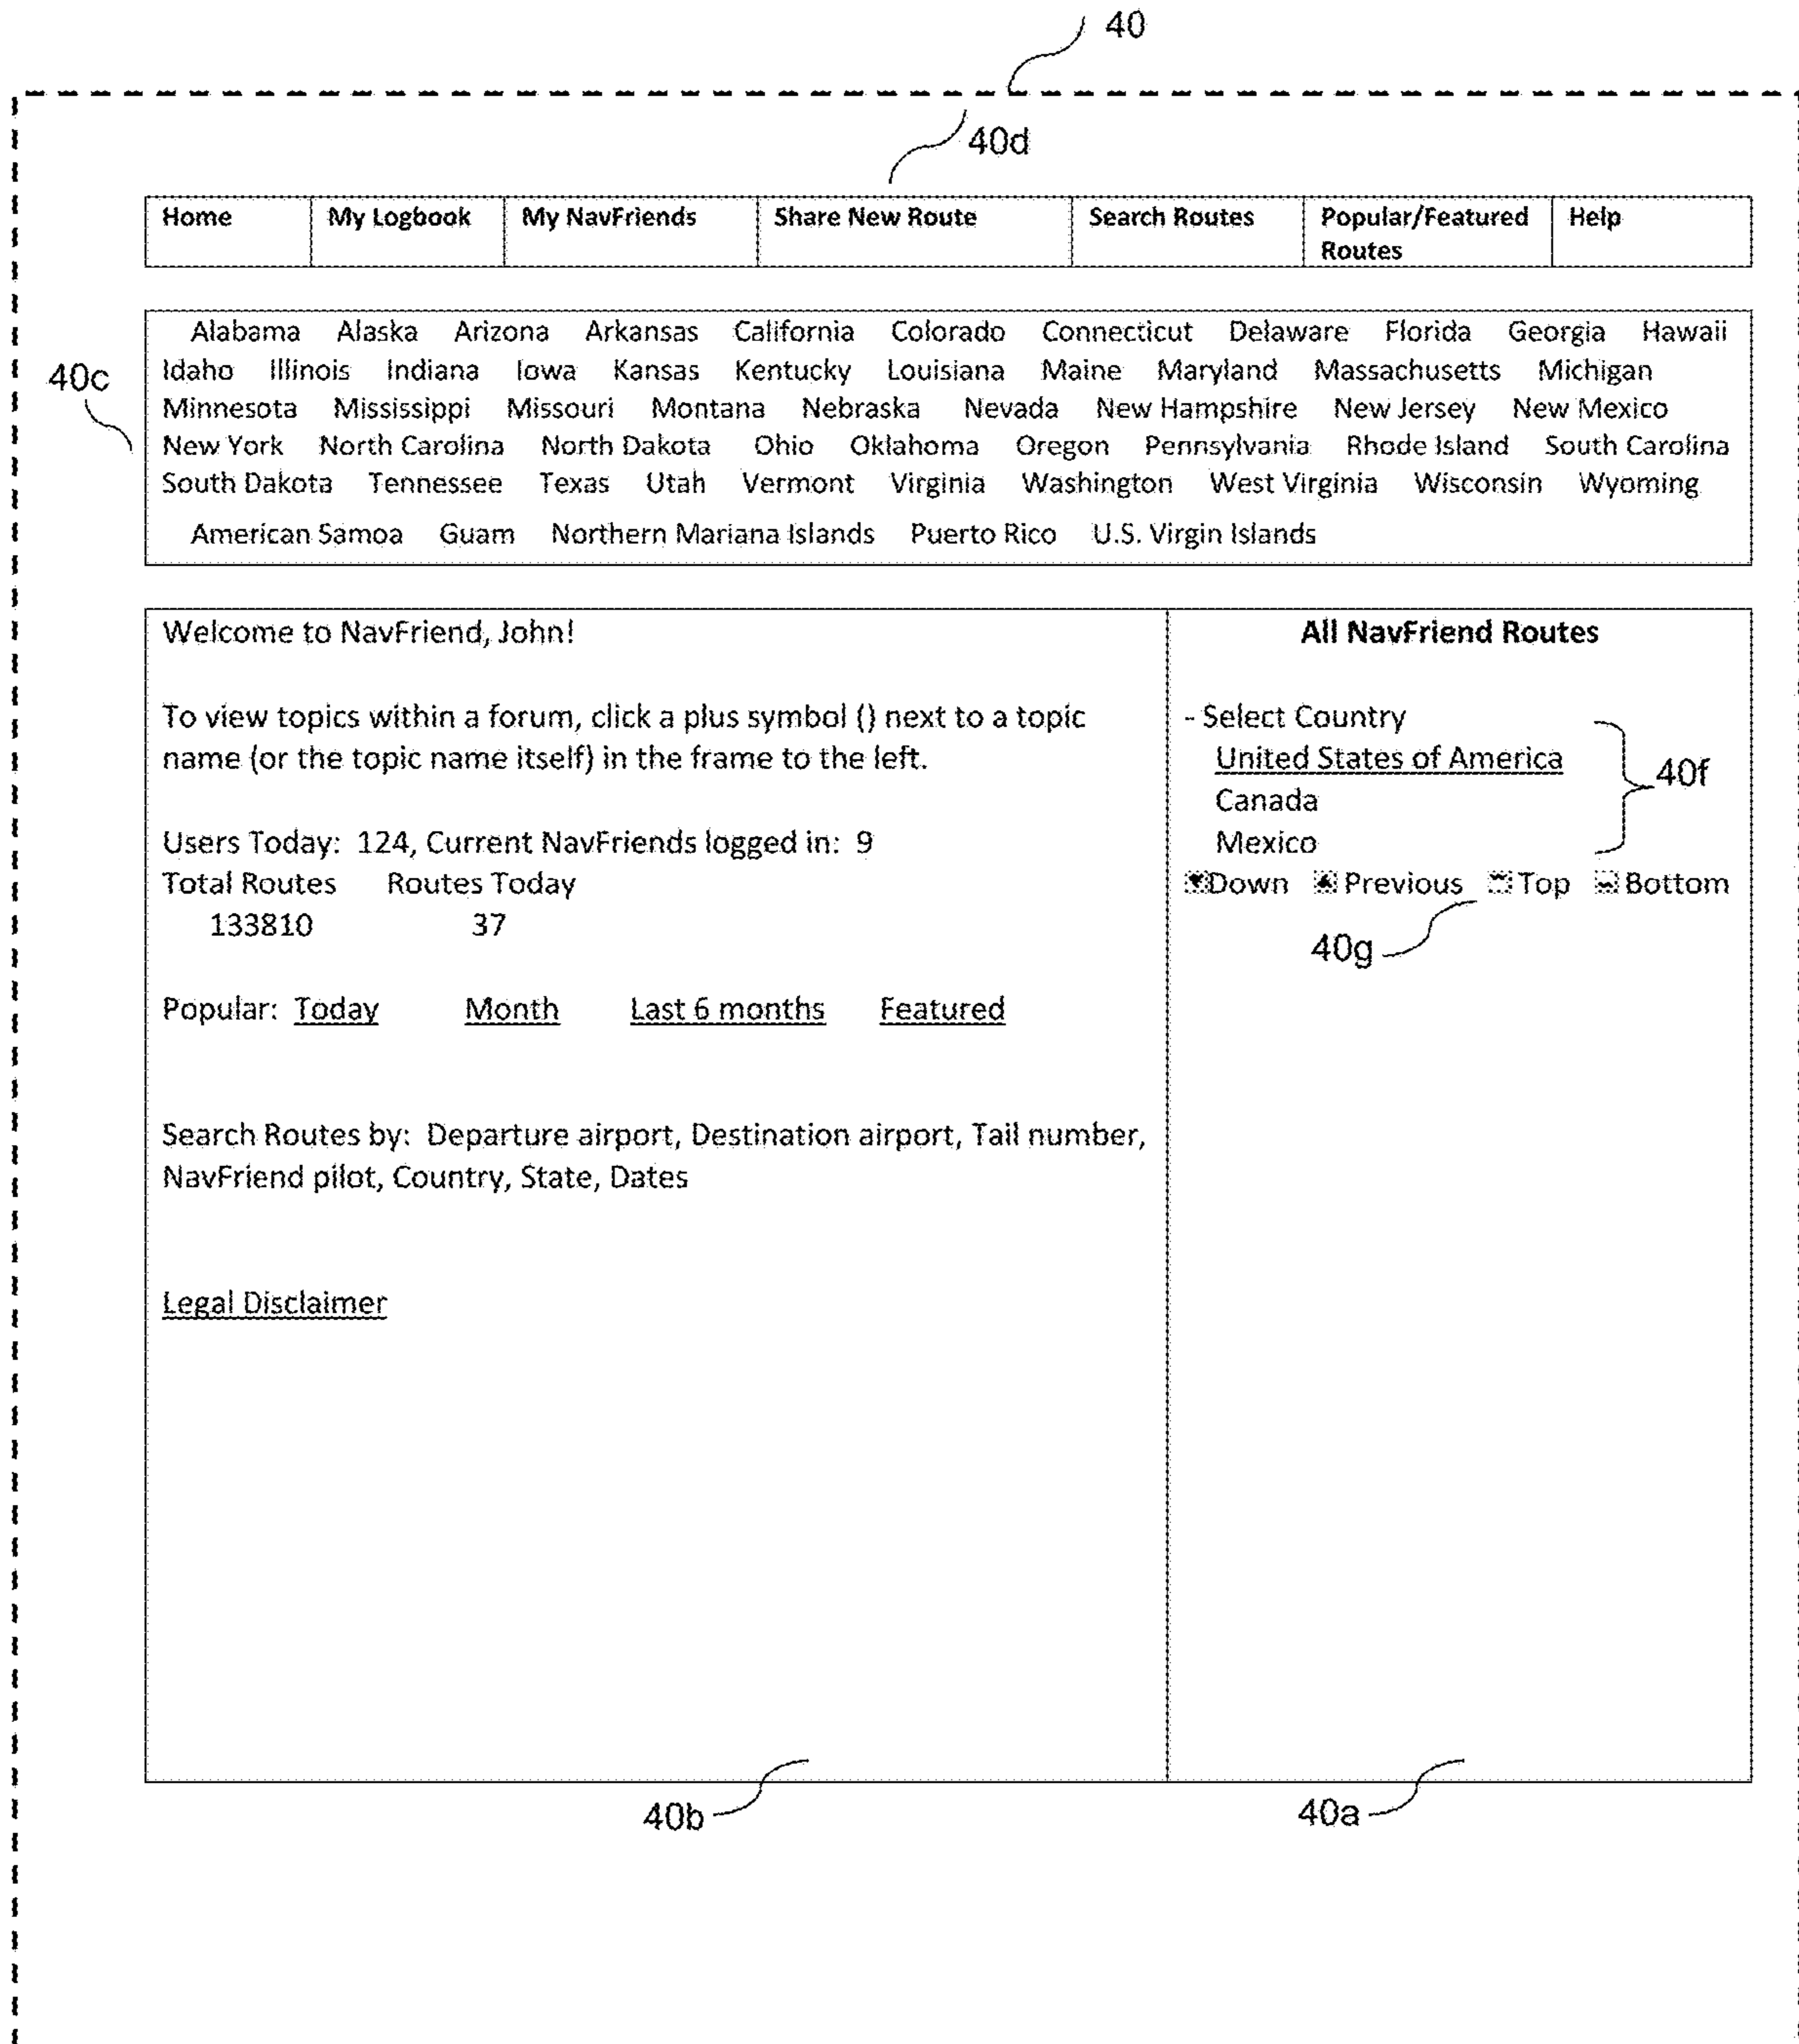 40
40d
Home My Logbook My NavFriends Share New Route Search Routes Popular/Featured Help
Routes
Alabama Alaska Arizona Arkansas California Colorado Connecticut Delaware Florida Georgia Hawaii
40c
Idaho Illinois Indiana Iowa Kansas Kentucky Louisiana Maine Maryland Massachusetts Michigan
Minnesota Mississippi Missouri Montana Nebraska Nevada New Hampshire New Jersey New Mexico
New York North Carolina North Dakota Ohio Oklahoma Oregon Pennsylvania Rhode Island South Carolina
South Dakota Tennessee Texas Utah Vermont Virginia Washington West Virginia Wisconsin Wyoming
American Samoa Guam Northern Mariana Islands Puerto Rico U.S. Virgin Islands
Welcome to NavFriend, John!
To view topics within a forum, click a plus symbol () next to a topic
name (or the topic name itself) in the frame to the left.
Users Today: 124, Current NavFriends logged in: 9
Total Routes Routes Today
133810 37
Popular: Today Month Last 6 months Featured
Search Routes by: Departure airport, Destination airport, Tail number,
NavFriend pilot, Country, State, Dates
Legal Disclaimer
All NavFriend Routes
- Select Country
United States of America
40f
Canada
Mexico
Down Previous Top Bottom
40g
40b
40a